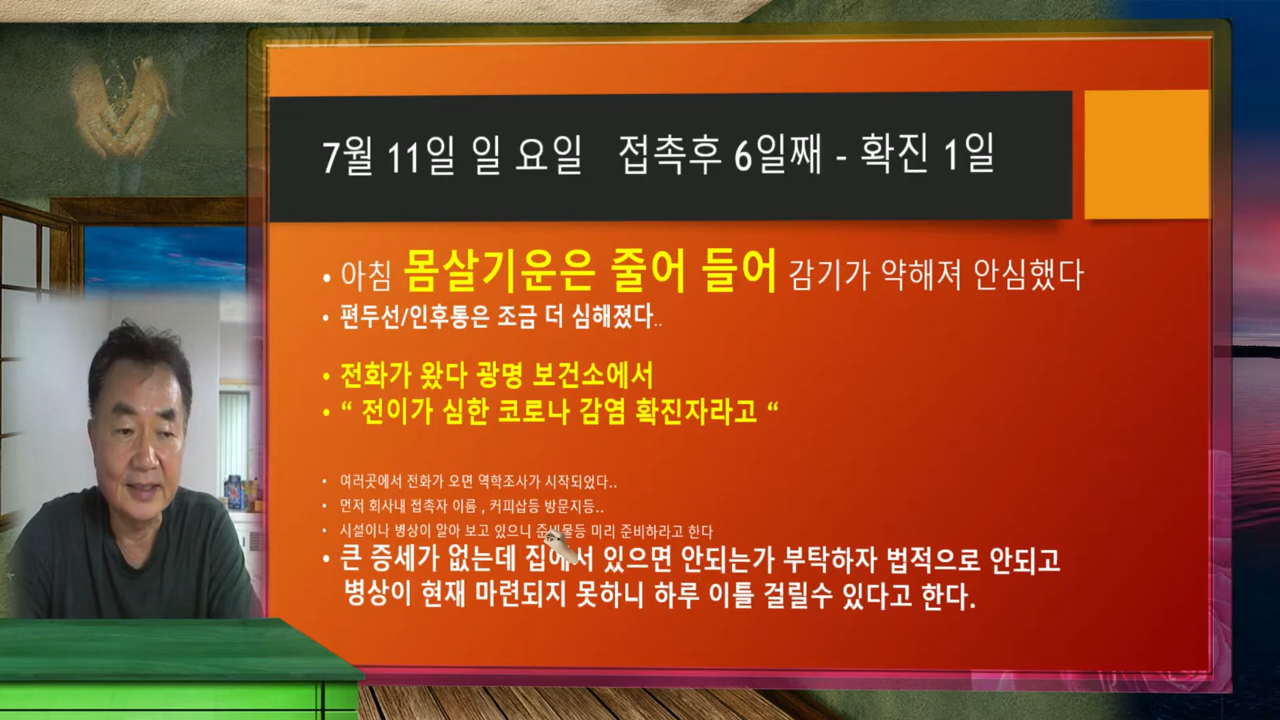 7월 11일 일 요일 접촉후 6일째 - 확진 1일
• 아침 몸살기운은 줄어 들어 감기가 약해져 안심했다
• 편두선/인후통은 조금 더 심해졌다..
• 전화가 왔다 광명 보건소에서
• “ 전이가 심한 코로나 감염 확진자라고 “
• 여러곳에서 전화가 오면 역학조사가 시작되었다..
• 먼저 회사내 접촉자 이름 , 커피샵등 방문지등..
• 시설이나 병상이 알아 보고 있으니 미리 준비하라고 한다
• 큰 증세가 없는데 집에서 있으면 안되는가 부탁하자 법적으로 안되고
병상이 현재 마련되지 못하니 하루 이틀 걸릴수 있다고 한다.